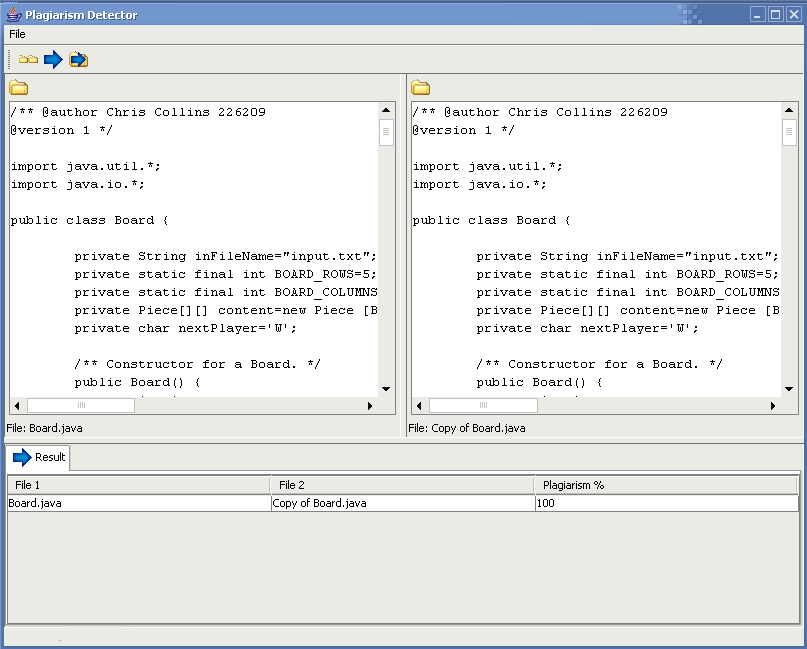 Plagiarism Detector
File
/** @author Chris Collins 226209
@version 1 */
import java.util.*;
import java.io.*;
public class Board {
private String inFileName="input.txt";
private static final int BOARD_ROWS=5;
private static final int BOARD_COLUMNS
private Piece[][] content=new Piece [B
private char nextPlayer='W';
/** Constructor for a Board. */
public Board() {
File: Board.java
/** @author Chris Collins 226209
@version 1 */
import java.util.*;
import java.io.*;
public class Board {
private String inFileName="input.txt";
private static final int BOARD_ROWS=5;
private static final int BOARD_COLUMNS
private Piece[][] content=new Piece [B
private char nextPlayer='W';
/** Constructor for a Board. */
public Board() {
File: Copy of Board.java
Result
File 1 File 2 Plagiarism %
Board.java Copy of Board.java 100